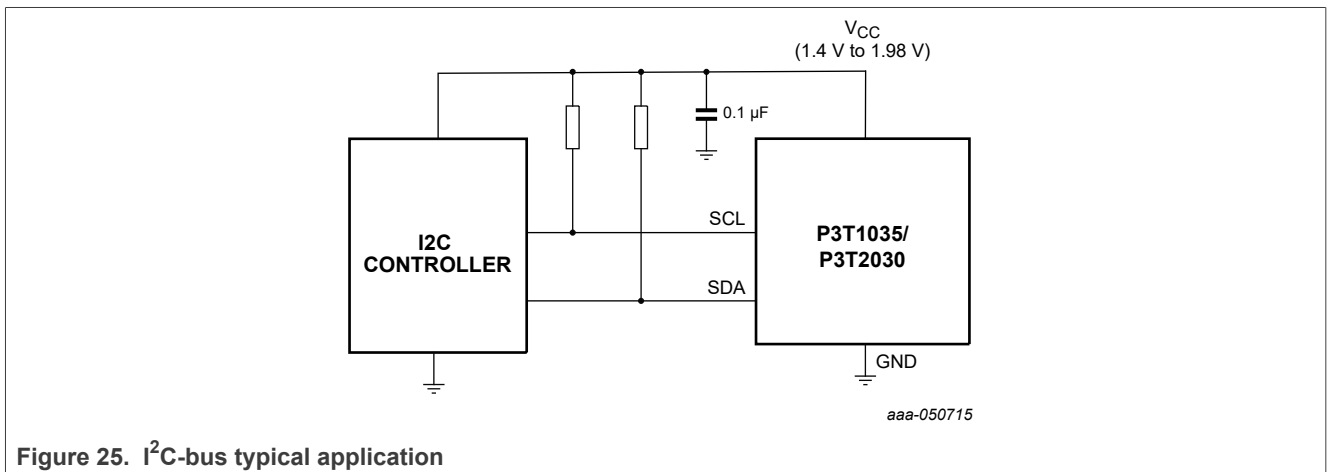 VCC
(1.4 V to 1.98 V)
0.1 µF
SCL
I2C
CONTROLLER
P3T1035/
P3T2030
SDA
GND
aaa-050715
Figure 25. I²C-bus typical application